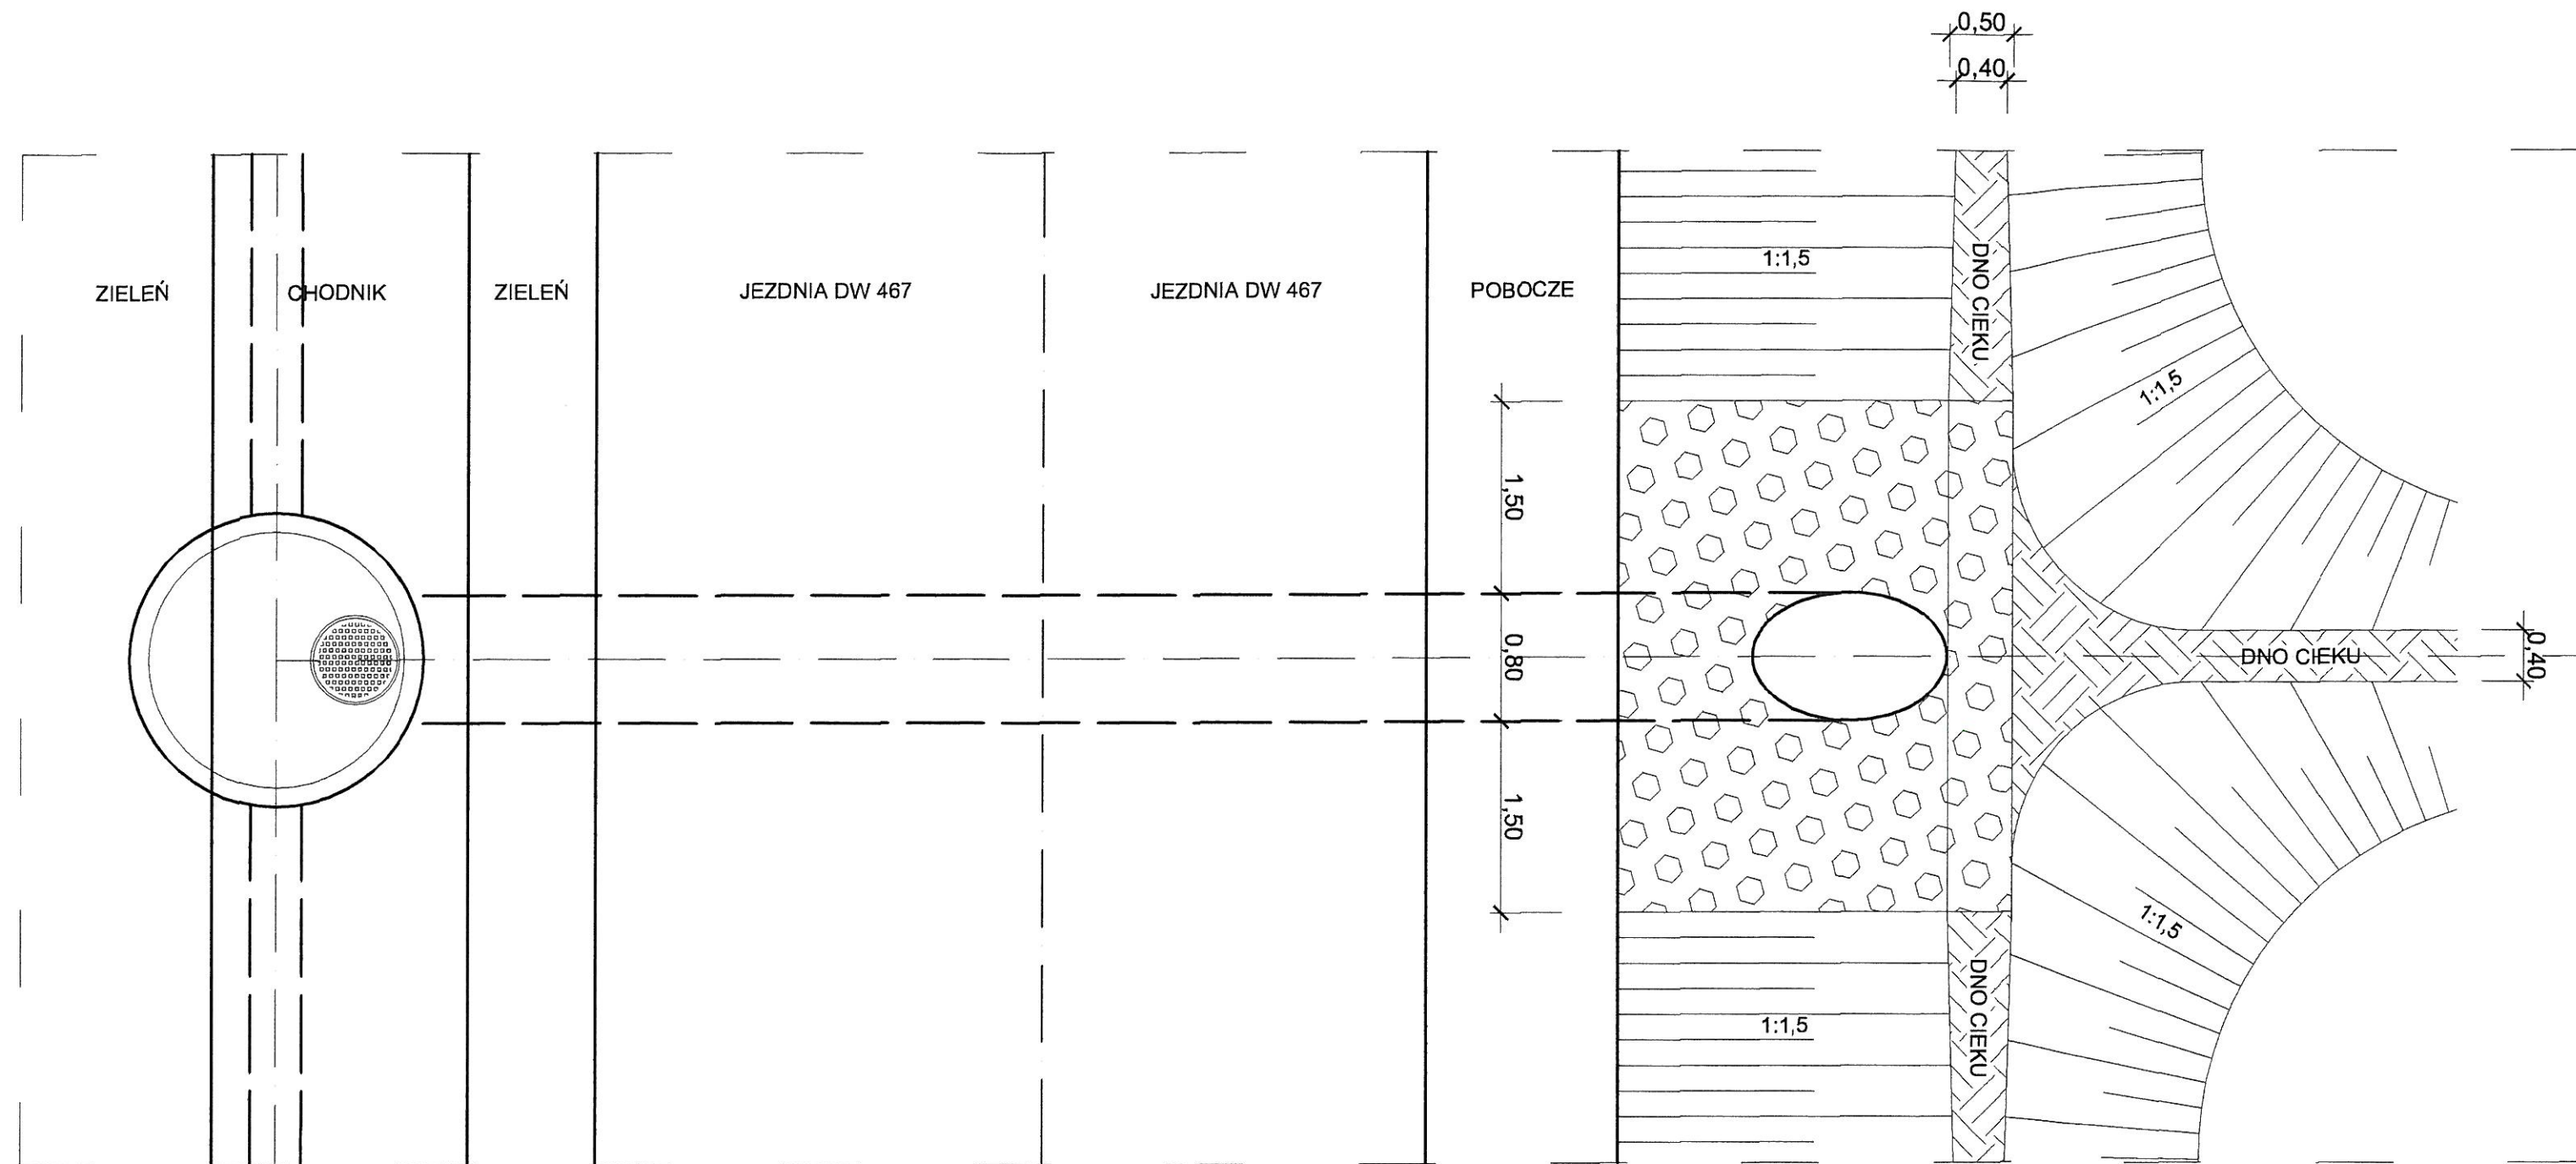 0,50
0,40
ZIELEŃ
CHODNIK
ZIELEŃ
JEZDNIA DW 467
JEZDNIA DW 467
POBOCZE
1:1,5
DNO CIEKU
1:1,5
1,50
0,80
1,50
DNO CIEKU
0,40
1:1,5
DNO CIEKU
1:1,5